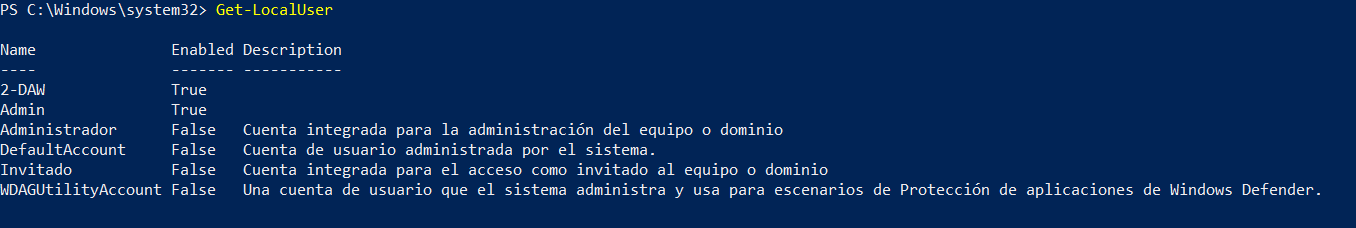 PS C:\Windows\system32> Get-LocalUser
Name Enabled Description
---- ------- -----------
2-DAW True
Admin True
Administrador False Cuenta integrada para la administración del equipo o dominio
DefaultAccount False Cuenta de usuario administrada por el sistema.
Invitado False Cuenta integrada para el acceso como invitado al equipo o dominio
WDAGUtilityAccount False Una cuenta de usuario que el sistema administra y usa para escenarios de Protección de aplicaciones de Windows Defender.